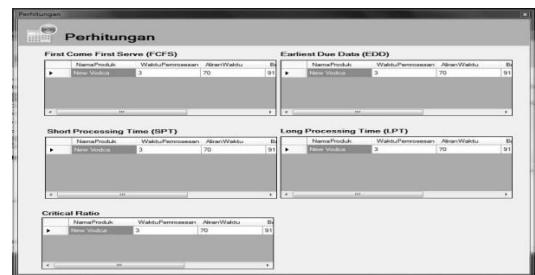 Perhitungan
Perhitungan
First Come First Serve (FCFS)
NamaProduk WaktuPemrosesan AliranWaktu
New Vodca 3 70 91
Earliest Due Data (EDD)
NamaProduk WaktuPemrosesan AliranWaktu
New Vodca 3 70 91
Short Processing Time (SPT)
NamaProduk WaktuPemrosesan AliranWaktu
New Vodca 3 70 91
Long Processing Time (LPT)
NamaProduk WaktuPemrosesan AliranWaktu
New Vodca 3 70 91
Critical Ratio
NamaProduk WaktuPemrosesan AliranWaktu
New Vodca 3 70 91